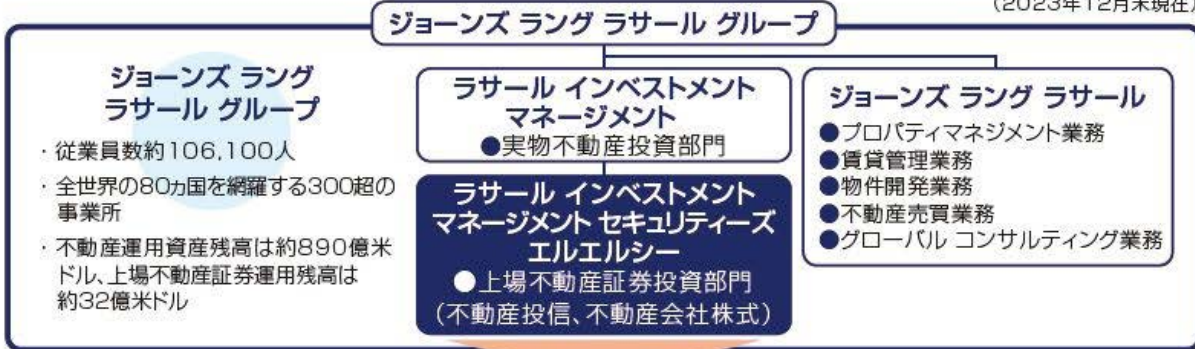 (2023年12月末現在)
ジョーンズ ラング ラサール グループ
ジョーンズ ラング
ラサール グループ
・従業員数約106,100人
・全世界の80ヵ国を網羅する300超の
事業所
・不動産運用資産残高は約890億米
ドル、上場不動産証券運用残高は
約32億米ドル
ラサール インベストメント
マネージメント
●実物不動産投資部門
ラサール インベストメント
マネージメント セキュリティーズ
エルエルシー
●上場不動産証券投資部門
(不動産投信、不動産会社株式)
ジョーンズ ラング ラサール
●プロパティマネジメント業務
●賃貸管理業務
●物件開発業務
●不動産売買業務
●グローバル コンサルティング業務